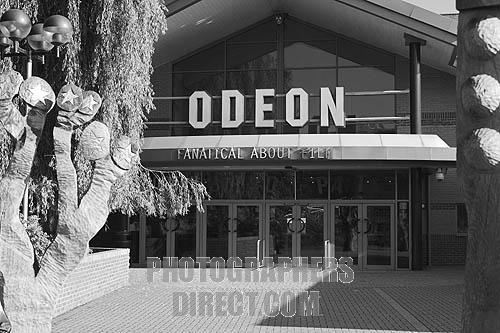 ODEON
FANATICAL ABOUT FILM
PHOTOGRAPHERS
DIRECT.COM